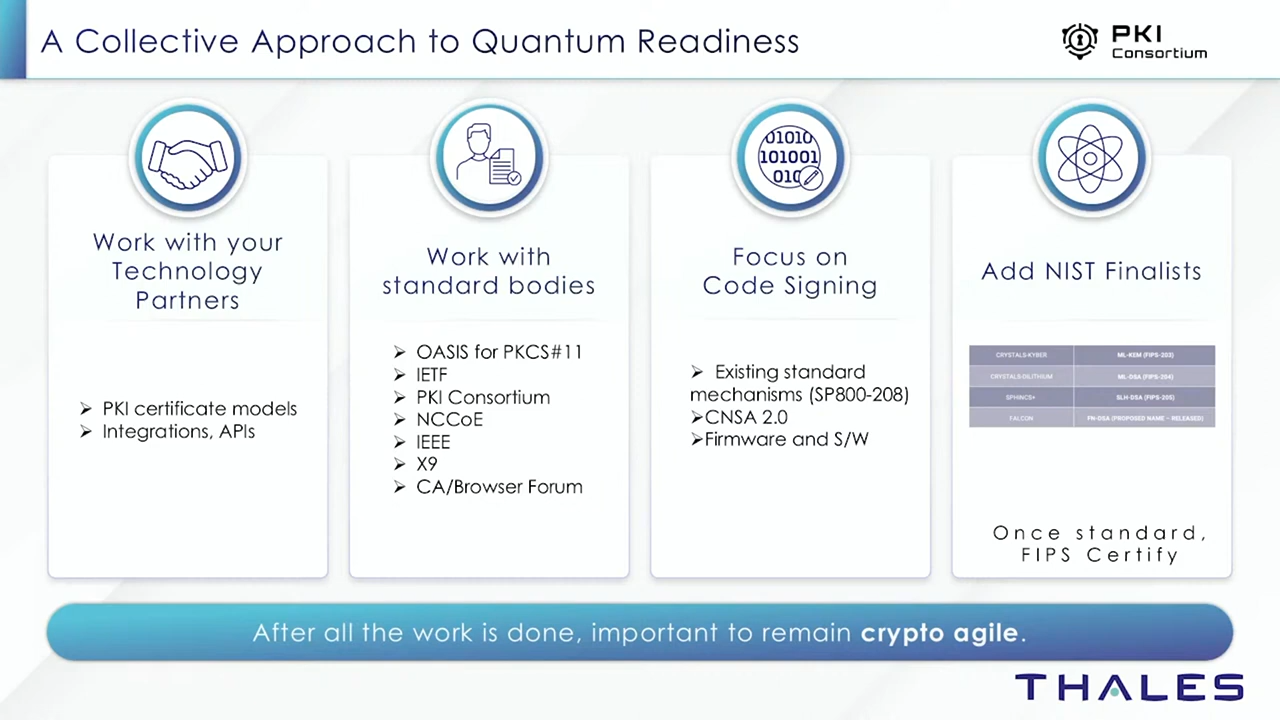 A Collective Approach to Quantum Readiness
PKI
Consortium
Work with your
Technology
Partners
➢ PKI certificate models
➢ Integrations, APIs
Work with
standard bodies
➢ OASIS for PKCS#11
➢ IETF
➢ PKI Consortium
➢ NCCoE
➢ IEEE
➢ X9
➢ CA/Browser Forum
01010
101001
010
Focus on
Code Signing
➢ Existing standard
mechanisms (SP800-208)
➢CNSA 2.0
➢Firmware and S/W
Add NIST Finalists
CRYSTALS-KYBER ML-KEM (FIPS-203)
CRYSTALS-DILITHIUM ML-DSA (FIPS-204)
SPHINCS+ SLH-DSA (FIPS-205)
FALCON FN-DSA (PROPOSED NAME – RELEASED)
Once standard,
FIPS Certify
After all the work is done, important to remain crypto agile.
THALES